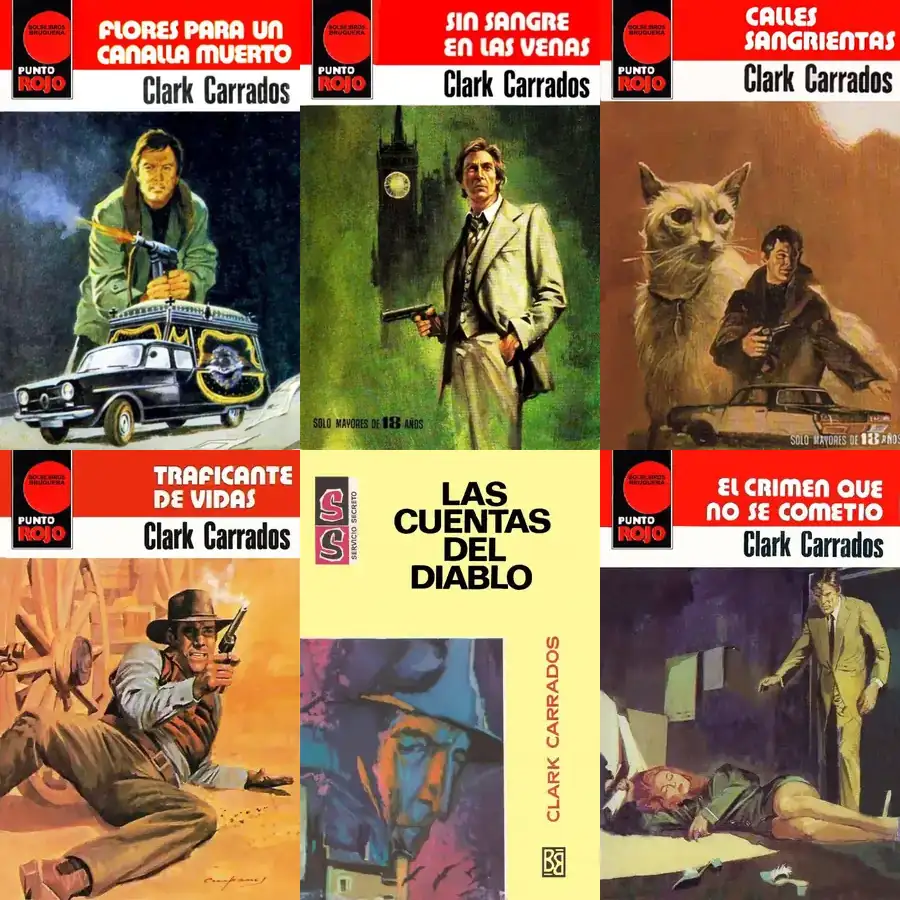 BOLSILIBROS
BRUGUERA
PUNTO
ROJO
FLORES PARA UN
CANALLA MUERTO
Clark Carrados
BOLSILIBROS
BRUGUERA
PUNTO
ROJO
SIN SANGRE
EN LAS VENAS
Clark Carrados
SOLO MAYORES DE 18 AÑOS
BOLSILIBROS
BRUGUERA
PUNTO
ROJO
CALLES
SANGRIENTAS
Clark Carrados
SOLO MAYORES DE 18 AÑOS
BOLSILIBROS
BRUGUERA
PUNTO
ROJO
TRAFICANTE
DE VIDAS
Clark Carrados
SS
SERVICIO SECRETO
LAS
CUENTAS
DEL
DIABLO
CLARK CARRADOS
BB
BOLSILIBROS
BRUGUERA
PUNTO
ROJO
EL CRIMEN QUE
NO SE COMETIO
Clark Carrados